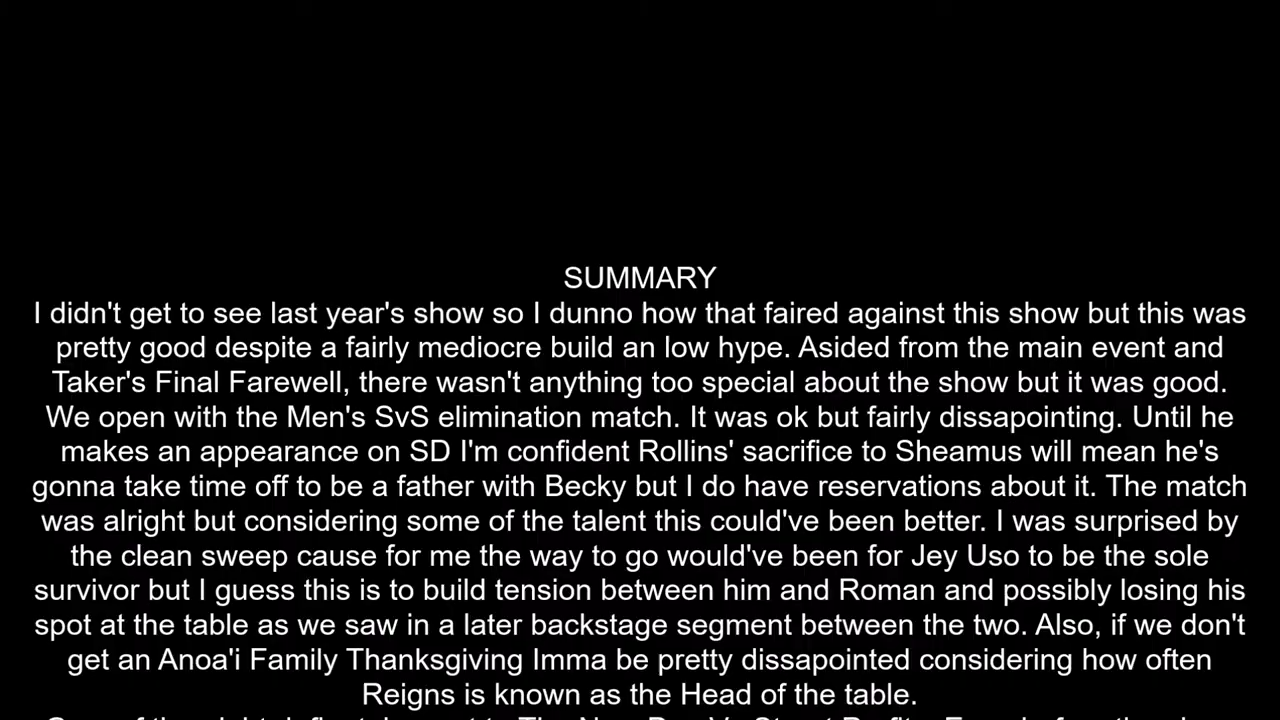 SUMMARY
I didn't get to see last year's show so I dunno how that faired against this show but this was
pretty good despite a fairly mediocre build an low hype. Asided from the main event and
Taker's Final Farewell, there wasn't anything too special about the show but it was good.
We open with the Men's SvS elimination match. It was ok but fairly dissapointing. Until he
makes an appearance on SD I'm confident Rollins' sacrifice to Sheamus will mean he's
gonna take time off to be a father with Becky but I do have reservations about it. The match
was alright but considering some of the talent this could've been better. I was surprised by
the clean sweep cause for me the way to go would've been for Jey Uso to be the sole
survivor but I guess this is to build tension between him and Roman and possibly losing his
spot at the table as we saw in a later backstage segment between the two. Also, if we don't
get an Anoa'i Family Thanksgiving Imma be pretty dissapointed considering how often
Reigns is known as the Head of the table.